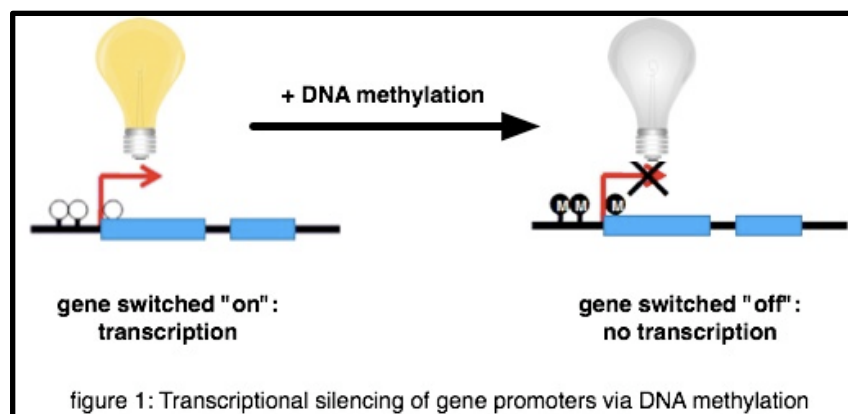 + DNA methylation
M M M
gene switched "on":
transcription
gene switched "off":
no transcription
figure 1: Transcriptional silencing of gene promoters via DNA methylation